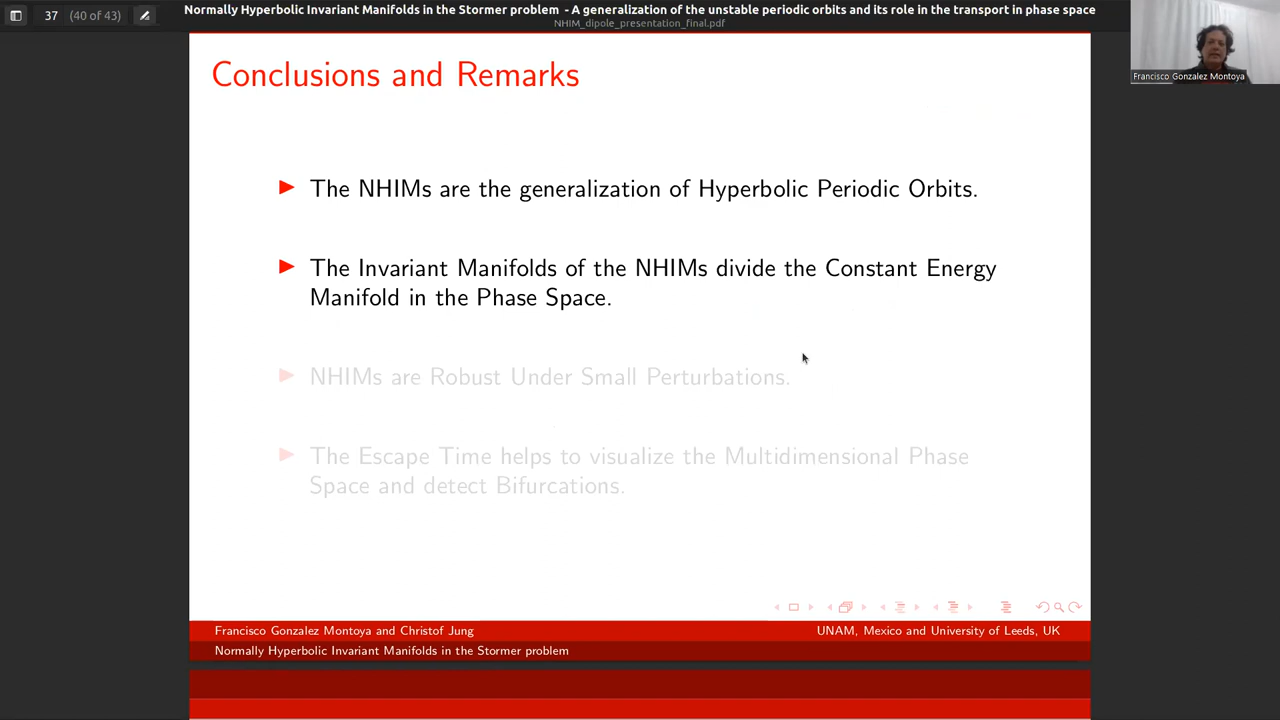 37 (40 of 43)
Normally Hyperbolic Invariant Manifolds in the Stormer problem - A generalization of the unstable periodic orbits and its role in the transport in phase space
NHIM_dipole_presentation_final.pdf
Francisco Gonzalez Montoya
Conclusions and Remarks
The NHIMs are the generalization of Hyperbolic Periodic Orbits.
The Invariant Manifolds of the NHIMs divide the Constant Energy
Manifold in the Phase Space.
NHIMs are Robust Under Small Perturbations.
The Escape Time helps to visualize the Multidimensional Phase
Space and detect Bifurcations.
Francisco Gonzalez Montoya and Christof Jung
UNAM, Mexico and University of Leeds, UK
Normally Hyperbolic Invariant Manifolds in the Stormer problem